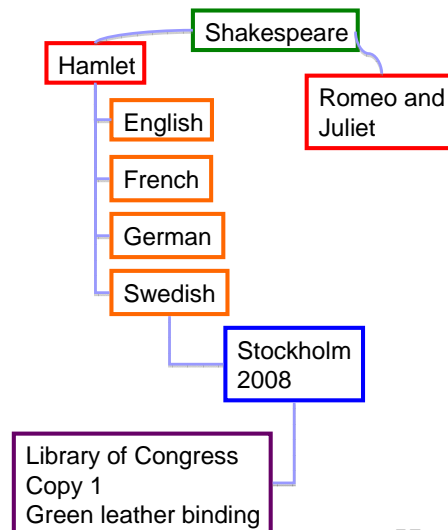 Shakespeare
Hamlet
Romeo and
Juliet
English
French
German
Swedish
Stockholm
2008
Library of Congress
Copy 1
Green leather binding